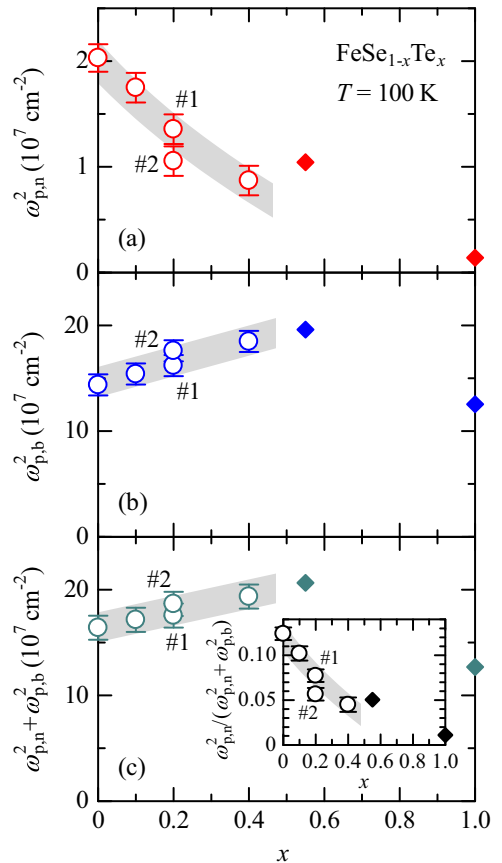 FeSe₁₋ₓTeₓ
T = 100 K
ω²p,n (10⁷ cm⁻²)
2
1
0
#1
#2
(a)
ω²p,b (10⁷ cm⁻²)
20
10
0
#2
#1
(b)
ω²p,n + ω²p,b (10⁷ cm⁻²)
20
10
0
#2
#1
(c)
ω²p,n/(ω²p,n + ω²p,b)
0.10
0.05
0
#1
#2
0 0.2 0.4 0.6 0.8 1.0
x
0 0.2 0.4 0.6 0.8 1.0
x